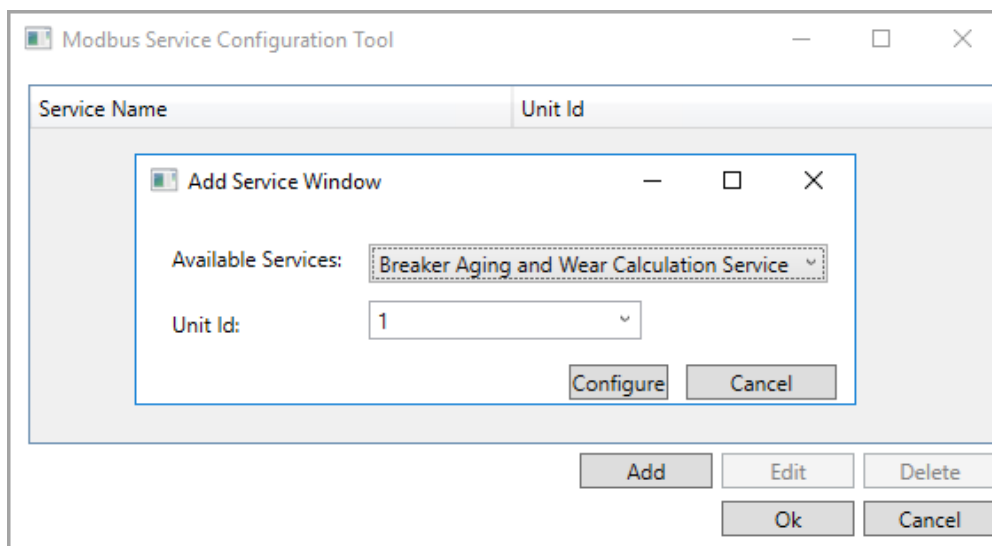 Modbus Service Configuration Tool
Service Name Unit Id
Add Service Window
Available Services: Breaker Aging and Wear Calculation Service
Unit Id: 1
Configure Cancel
Add Edit Delete
Ok Cancel